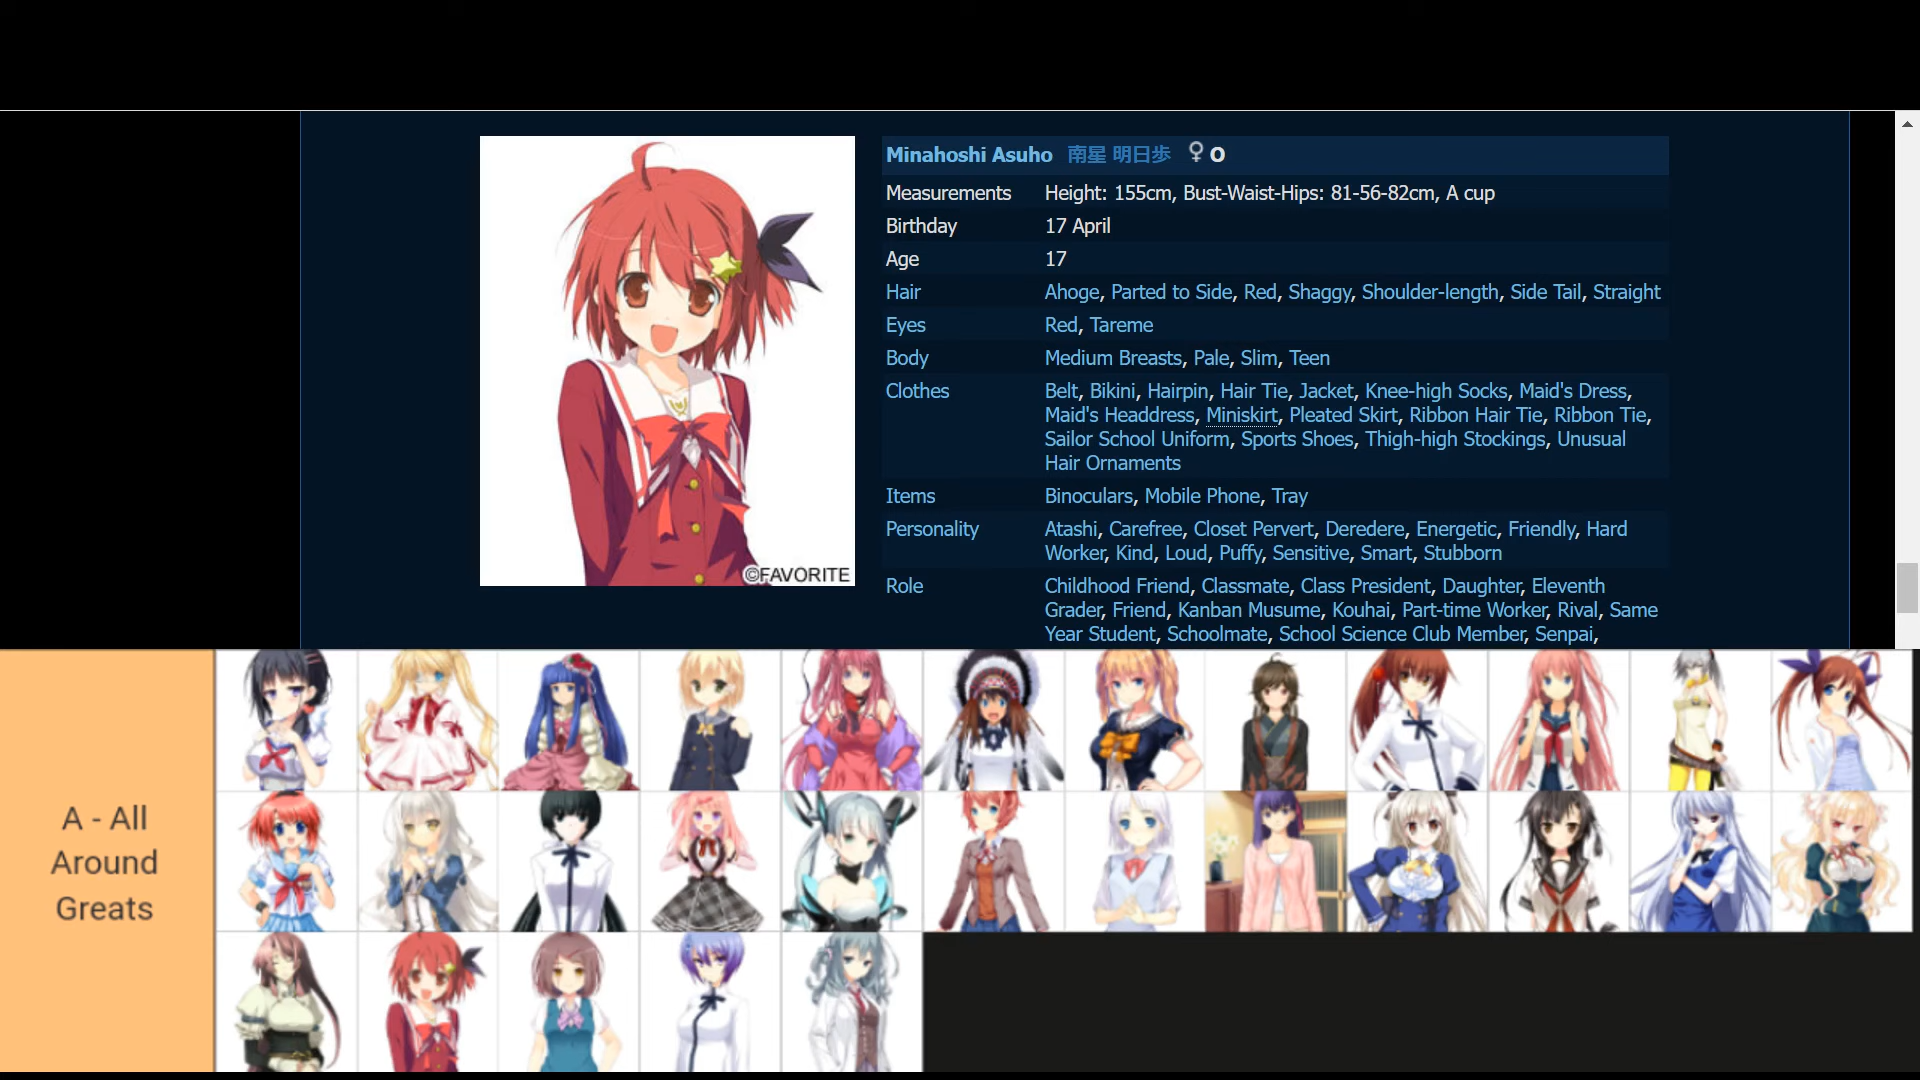 Minahoshi Asuho 南星 明日歩 ♀ O
Measurements Height: 155cm, Bust-Waist-Hips: 81-56-82cm, A cup
Birthday 17 April
Age 17
Hair Ahoge, Parted to Side, Red, Shaggy, Shoulder-length, Side Tail, Straight
Eyes Red, Tareme
Body Medium Breasts, Pale, Slim, Teen
Clothes Belt, Bikini, Hairpin, Hair Tie, Jacket, Knee-high Socks, Maid's Dress,
Maid's Headdress, Miniskirt, Pleated Skirt, Ribbon Hair Tie, Ribbon Tie,
Sailor School Uniform, Sports Shoes, Thigh-high Stockings, Unusual
Hair Ornaments
Items Binoculars, Mobile Phone, Tray
Personality Atashi, Carefree, Closet Pervert, Deredere, Energetic, Friendly, Hard
Worker, Kind, Loud, Puffy, Sensitive, Smart, Stubborn
©FAVORITE
Role Childhood Friend, Classmate, Class President, Daughter, Eleventh
Grader, Friend, Kanban Musume, Kouhai, Part-time Worker, Rival, Same
Year Student, Schoolmate, School Science Club Member, Senpai,
A - All
Around
Greats